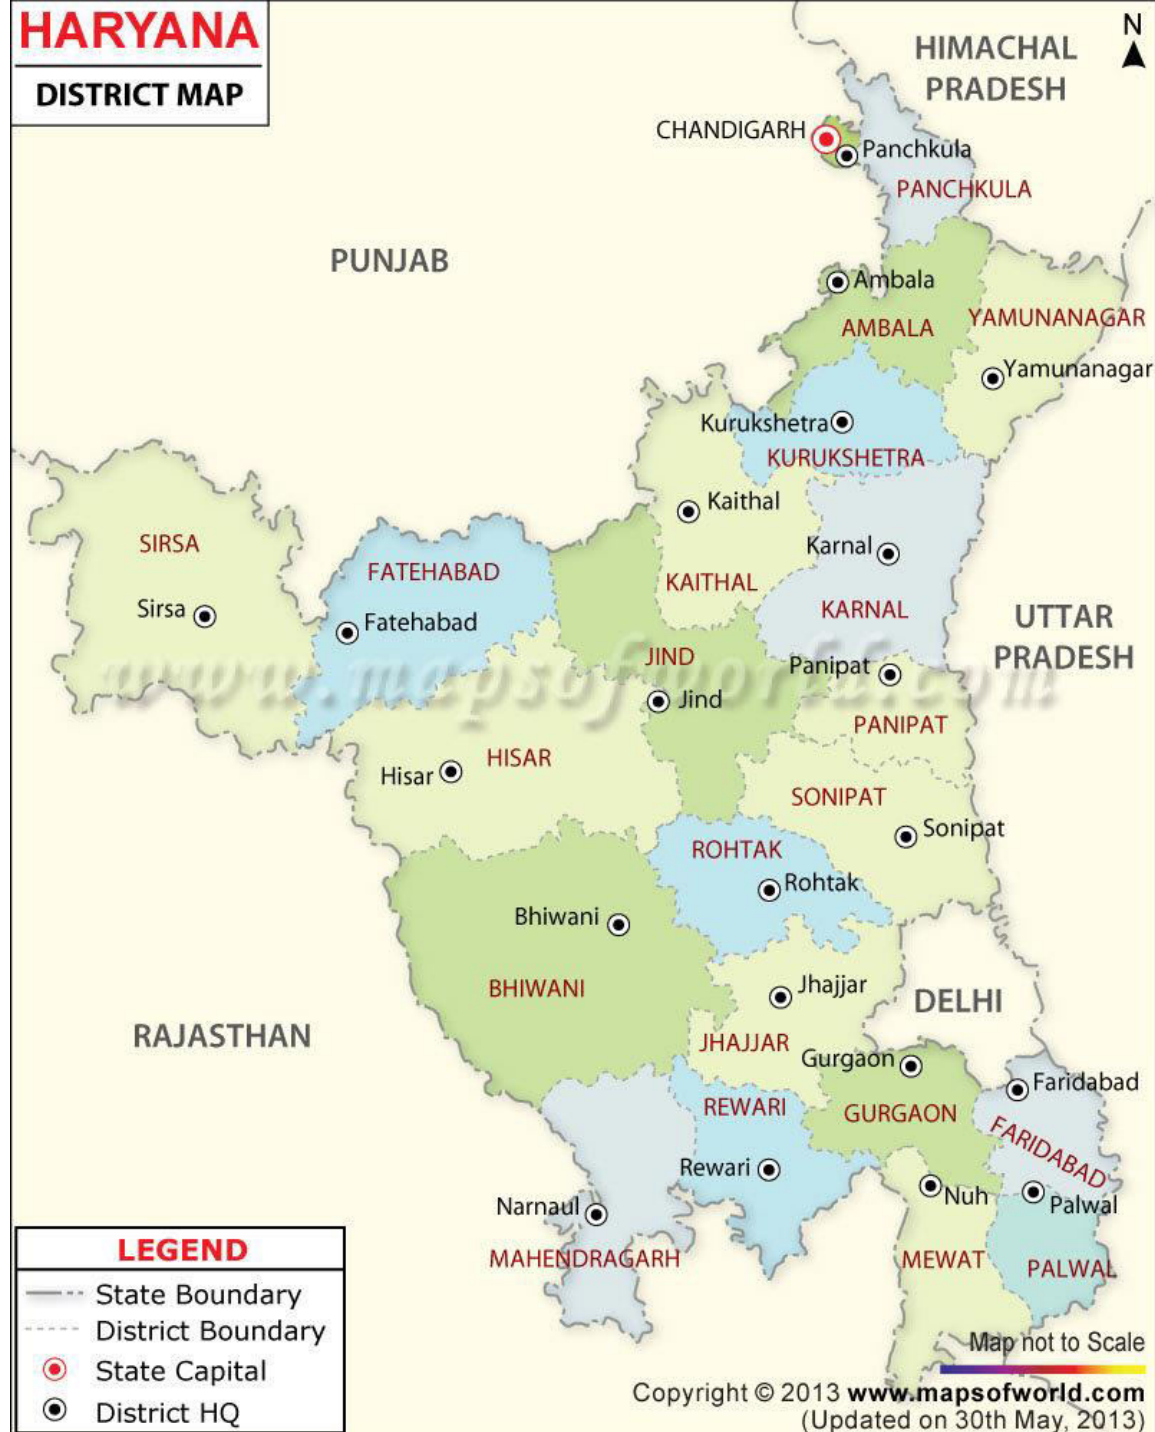 HARYANA
DISTRICT MAP
N
HIMACHAL
PRADESH
CHANDIGARH
Panchkula
PANCHKULA
PUNJAB
Ambala
AMBALA
YAMUNANAGAR
Yamunanagar
Kurukshetra
KURUKSHETRA
Kaithal
KAITHAL
Karnal
KARNAL
SIRSA
Sirsa
FATEHABAD
Fatehabad
UTTAR
PRADESH
JIND
Jind
Panipat
PANIPAT
www.mapsofworld.com
HISAR
Hisar
SONIPAT
Sonipat
ROHTAK
Rohtak
Bhiwani
BHIWANI
Jhajjar
JHAJJAR
DELHI
RAJASTHAN
Gurgaon
GURGAON
Faridabad
FARIDABAD
REWARI
Rewari
Nuh
MEWAT
Palwal
PALWAL
Narnaul
MAHENDRAGARH
LEGEND
State Boundary
District Boundary
State Capital
District HQ
Map not to Scale
Copyright © 2013 www.mapsofworld.com
(Updated on 30th May, 2013)